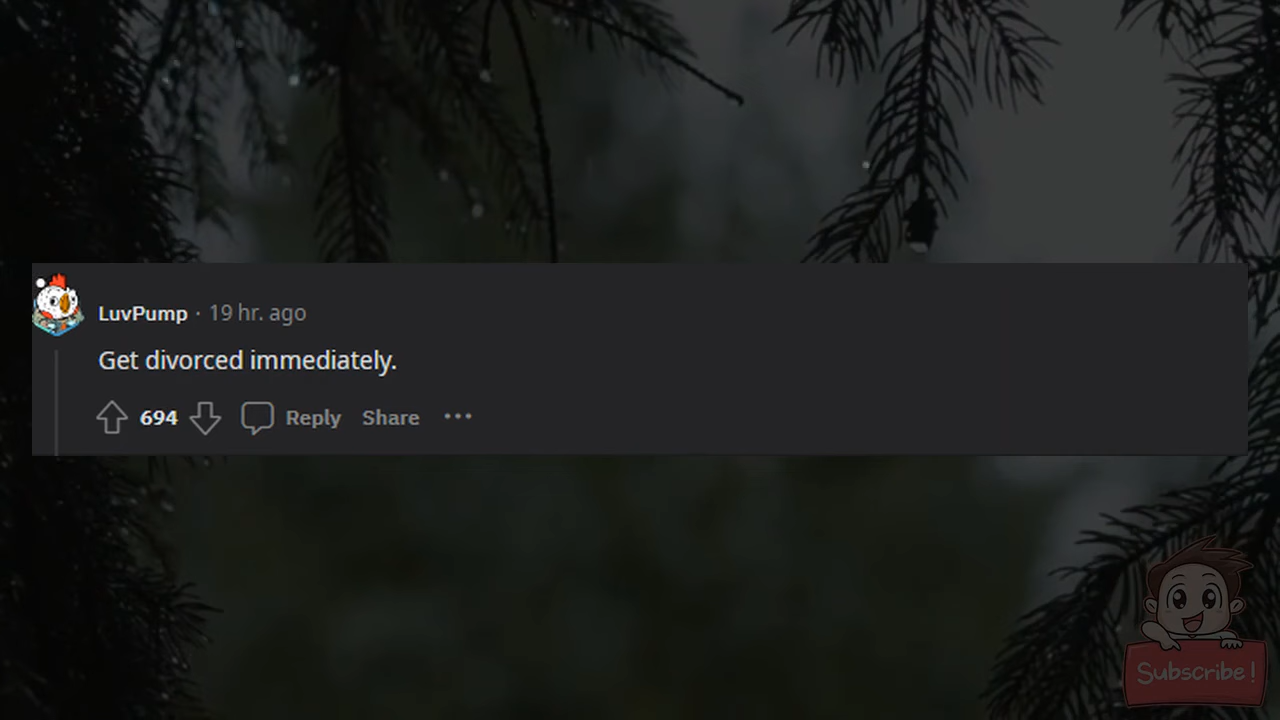 LuvPump · 19 hr. ago
Get divorced immediately.
694 Reply Share ···
Subscribe!